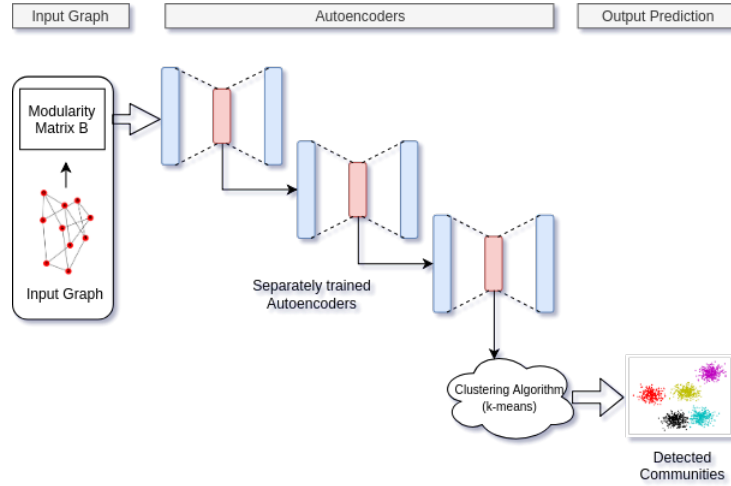 Input Graph
Autoencoders
Output Prediction
Modularity
Matrix B
Input Graph
Separately trained
Autoencoders
Clustering Algorithm
(k-means)
Detected
Communities